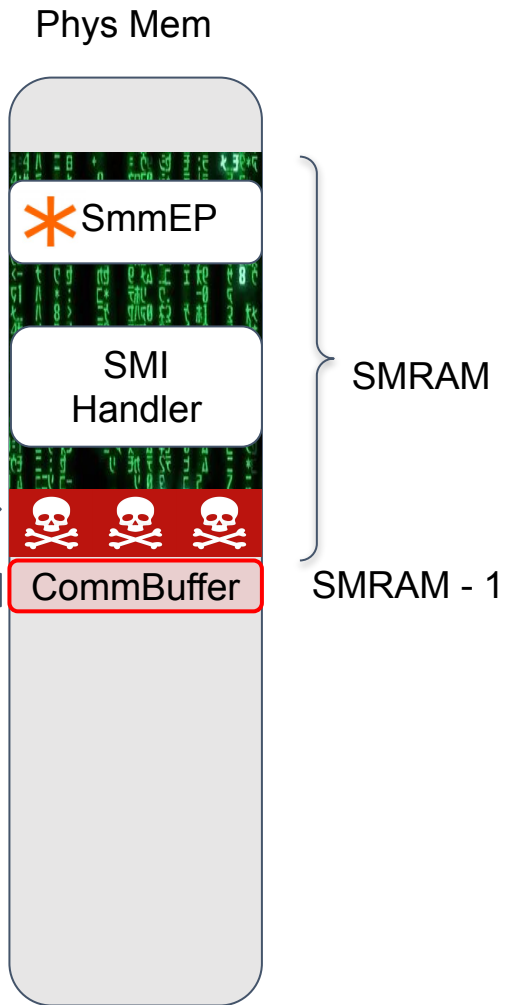 Phys Mem
SmmEP
SMI
Handler
SMRAM
CommBuffer
SMRAM - 1